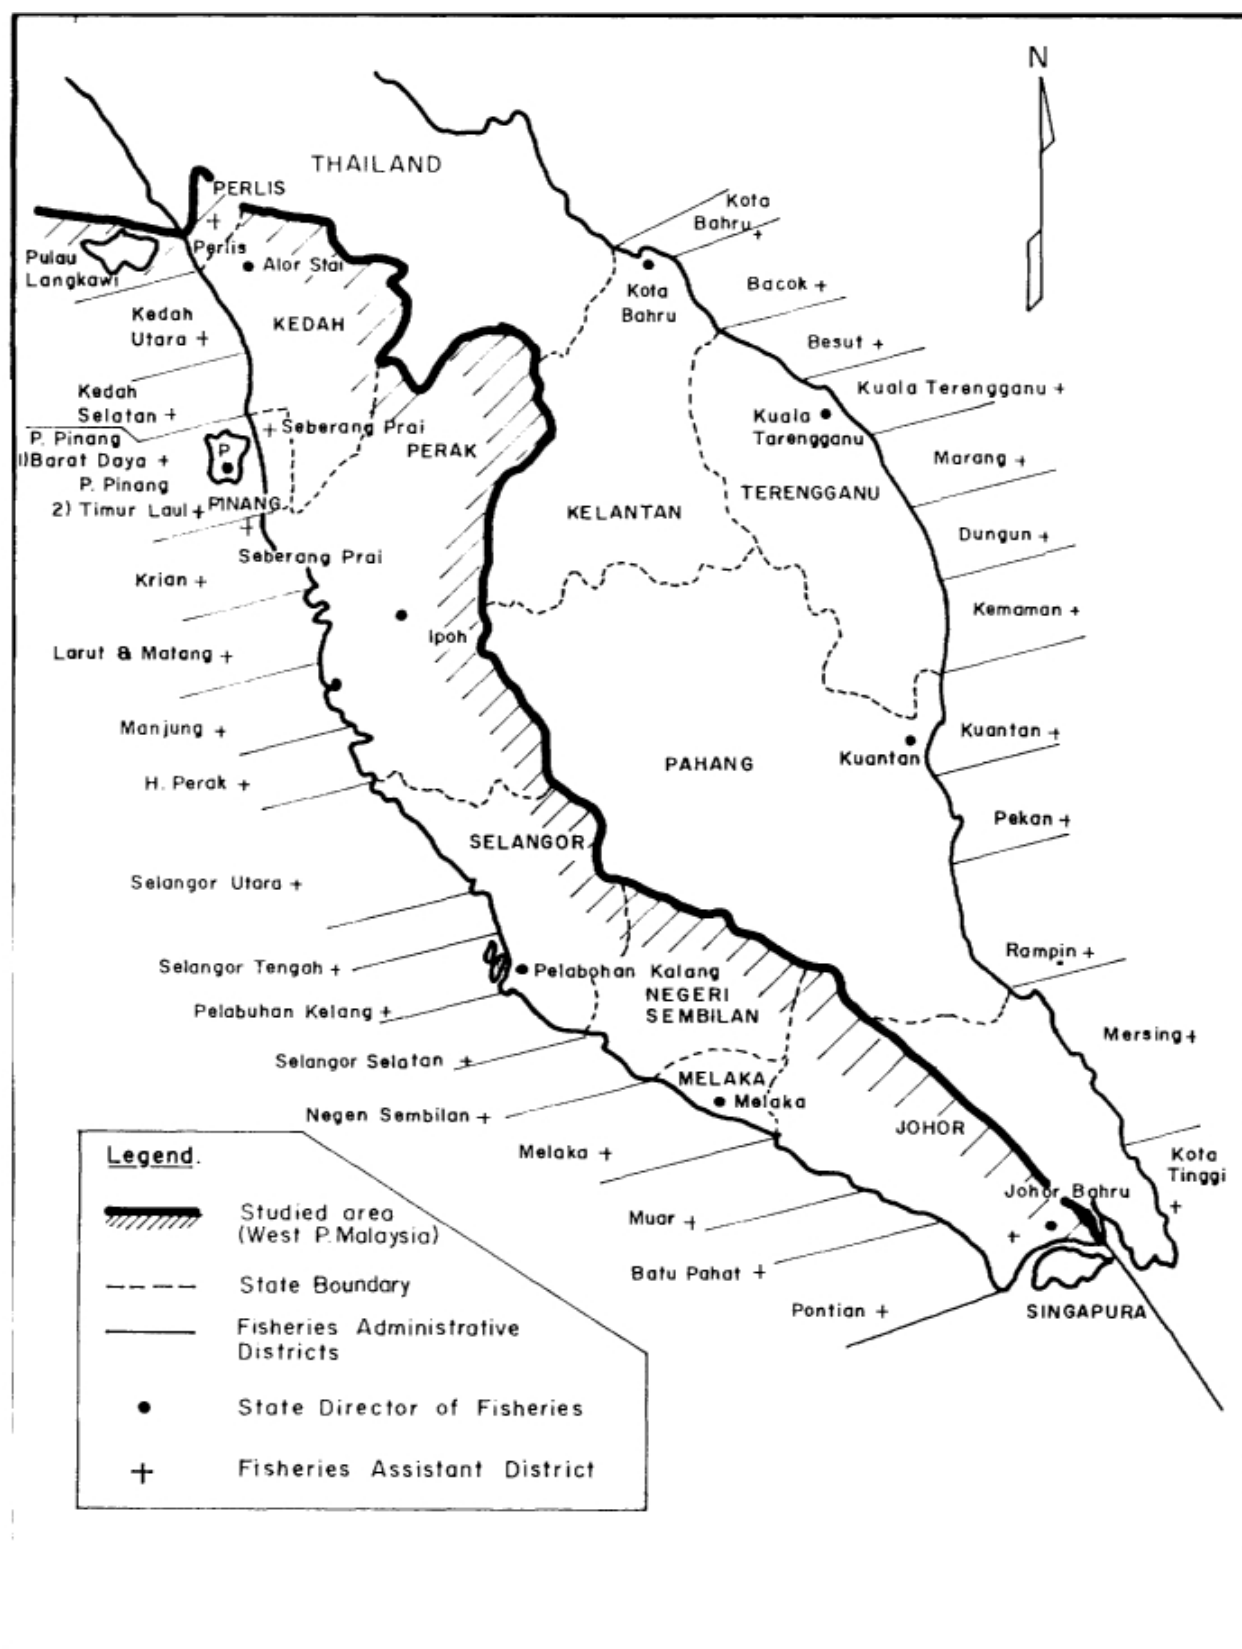 N
THAILAND
PERLIS
Perlis
Pulau
Langkawi
Alor Stai
Kedah
Utara +
KEDAH
Kedah
Selatan +
Seberang Prai
P. Pinang
1) Barat Daya +
P. Pinang
2) Timur Laul +
P.
PINANG
Seberang Prai
PERAK
Krian +
Ipoh
Larut & Matang +
Manjung +
H. Perak +
SELANGOR
Selangor Utara +
Selangor Tengah +
Pelabohan Kalang
Pelabuhan Kelang +
NEGERI
SEMBILAN
Selangor Selatan +
MELAKA
Melaka
Negen Sembilan +
Melaka +
Muar +
Batu Pahat +
Pontian +
JOHOR
Johor Bahru
SINGAPURA
Kota
Bahru +
Kota
Bahru
Bacok +
Besut +
Kuala Terengganu +
Kuala
Tarengganu
Marang +
TERENGGANU
KELANTAN
Dungun +
Kemaman +
PAHANG
Kuantan
Kuantan +
Pekan +
Rampin +
Mersing +
Kota
Tinggi
+
Legend.
Studied area
(West P. Malaysia)
State Boundary
Fisheries Administrative
Districts
State Director of Fisheries
+ Fisheries Assistant District